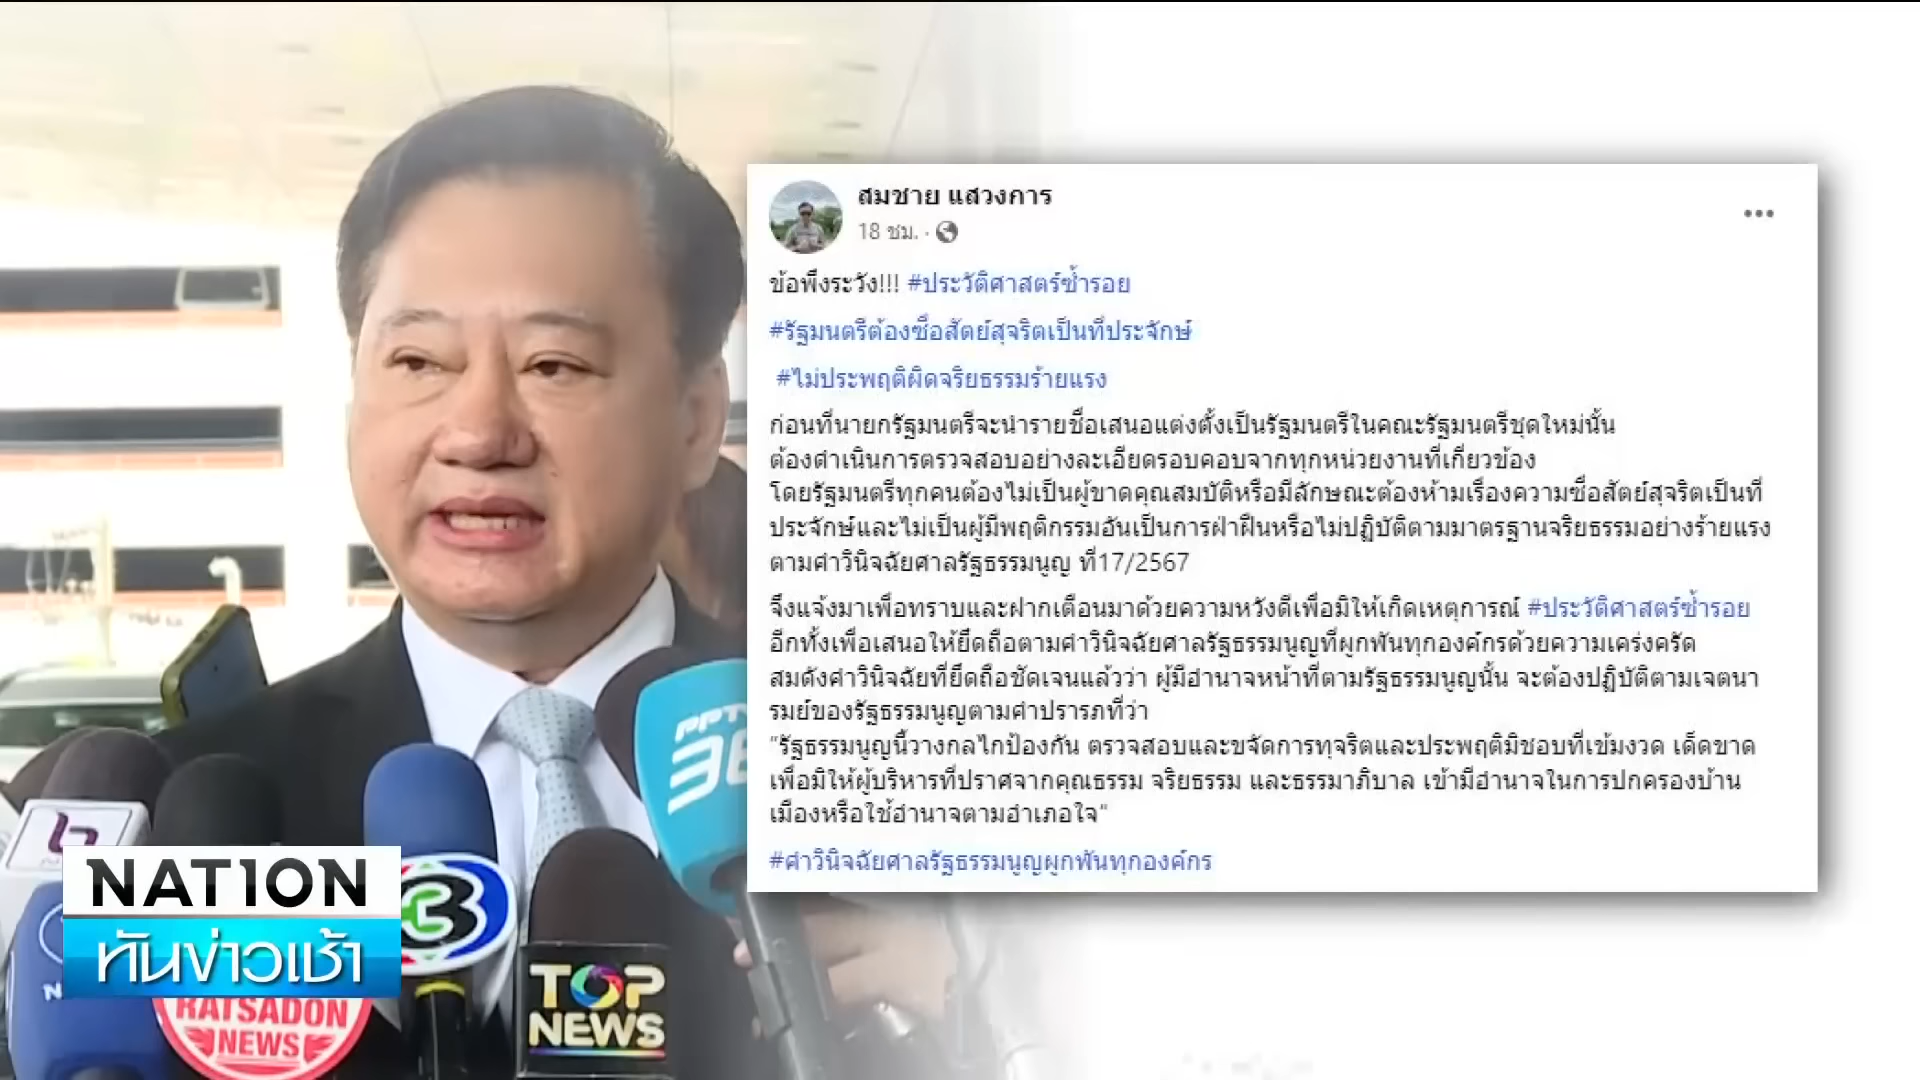 สมชาย แสวงการ
18 ชม. ·
ข้อพึงระวัง!!! #ประวัติศาสตร์ซ้ำรอย
#รัฐมนตรีต้องซื่อสัตย์สุจริตเป็นที่ประจักษ์
#ไม่ประพฤติผิดจริยธรรมร้ายแรง
ก่อนที่นายกรัฐมนตรีจะนำรายชื่อเสนอแต่งตั้งเป็นรัฐมนตรีในคณะรัฐมนตรีชุดใหม่นั้น
ต้องดำเนินการตรวจสอบอย่างละเอียดรอบคอบจากทุกหน่วยงานที่เกี่ยวข้อง
โดยรัฐมนตรีทุกคนต้องไม่เป็นผู้ขาดคุณสมบัติหรือมีลักษณะต้องห้ามเรื่องความซื่อสัตย์สุจริตเป็นที่
ประจักษ์และไม่เป็นผู้มีพฤติกรรมอันเป็นการฝ่าฝืนหรือไม่ปฏิบัติตามมาตรฐานจริยธรรมอย่างร้ายแรง
ตามคำวินิจฉัยศาลรัฐธรรมนูญ ที่17/2567
จึงแจ้งมาเพื่อทราบและฝากเตือนมาด้วยความหวังดีเพื่อมิให้เกิดเหตุการณ์ #ประวัติศาสตร์ซ้ำรอย
อีกทั้งเพื่อเสนอให้ยึดถือตามคำวินิจฉัยศาลรัฐธรรมนูญที่ผูกพันทุกองค์กรด้วยความเคร่งครัด
สมดังคำวินิจฉัยที่ยึดถือชัดเจนแล้วว่า ผู้มีอำนาจหน้าที่ตามรัฐธรรมนูญนั้น จะต้องปฏิบัติตามเจตนา
รมย์ของรัฐธรรมนูญตามคำปรารภที่ว่า
"รัฐธรรมนูญนี้วางกลไกป้องกัน ตรวจสอบและขจัดการทุจริตและประพฤติมิชอบที่เข้มงวด เด็ดขาด
เพื่อมิให้ผู้บริหารที่ปราศจากคุณธรรม จริยธรรม และธรรมาภิบาล เข้ามีอำนาจในการปกครองบ้าน
เมืองหรือใช้อำนาจตามอำเภอใจ"
#คำวินิจฉัยศาลรัฐธรรมนูญผูกพันทุกองค์กร
PPTV
36
3
NATION
ทันข่าวเช้า
RATSADON
NEWS
TOP
NEWS